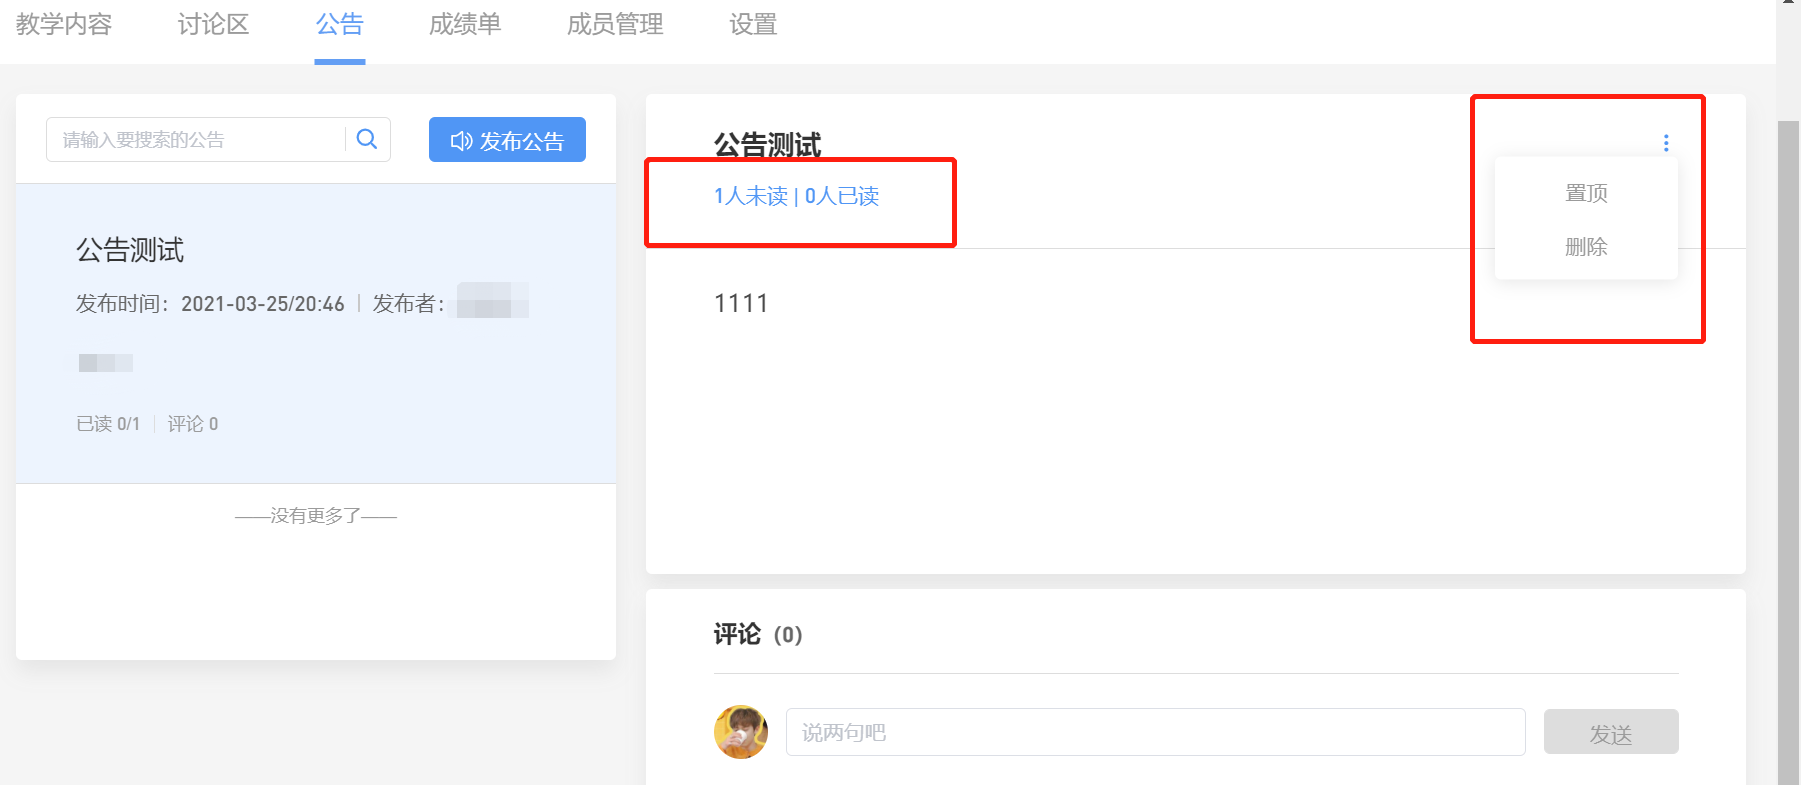 教学内容 讨论区 公告 成绩单 成员管理 设置
请输入要搜索的公告
发布公告
公告测试
发布时间：2021-03-25/20:46 | 发布者：
已读 0/1 | 评论 0
——没有更多了——
公告测试
1人未读 | 0人已读
置顶
删除
1111
评论 (0)
说两句吧
发送